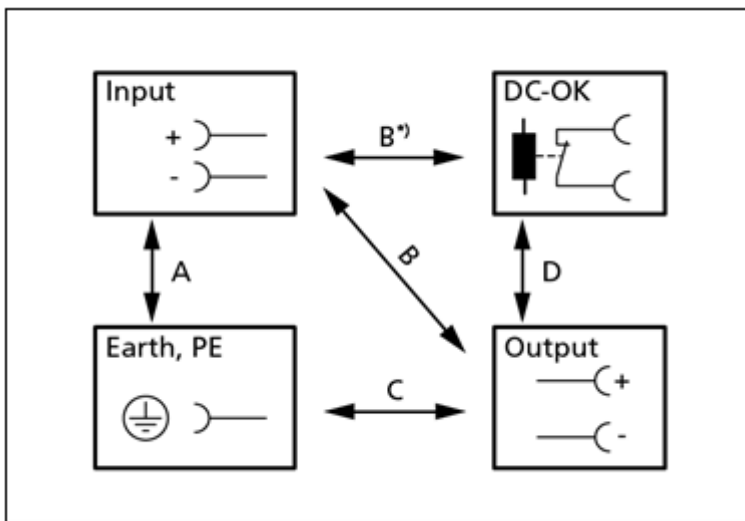 Input
+
-
B*)
DC-OK
A
B
D
Earth, PE
C
Output
+
-